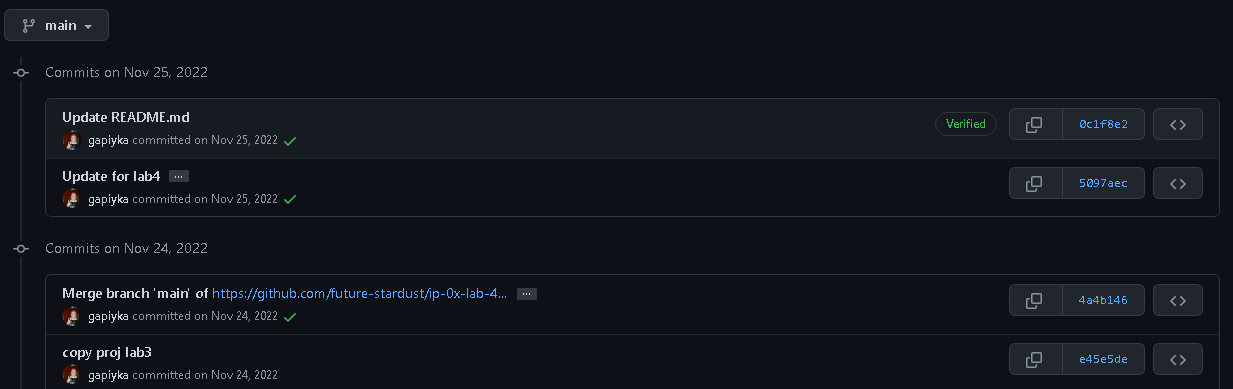 main
Commits on Nov 25, 2022
Update README.md
gapiyka committed on Nov 25, 2022
Verified
0c1f8e2
Update for lab4 ...
gapiyka committed on Nov 25, 2022
5097aec
Commits on Nov 24, 2022
Merge branch 'main' of https://github.com/future-stardust/ip-0x-lab-4... ...
gapiyka committed on Nov 24, 2022
4a4b146
copy proj lab3
gapiyka committed on Nov 24, 2022
e45e5de